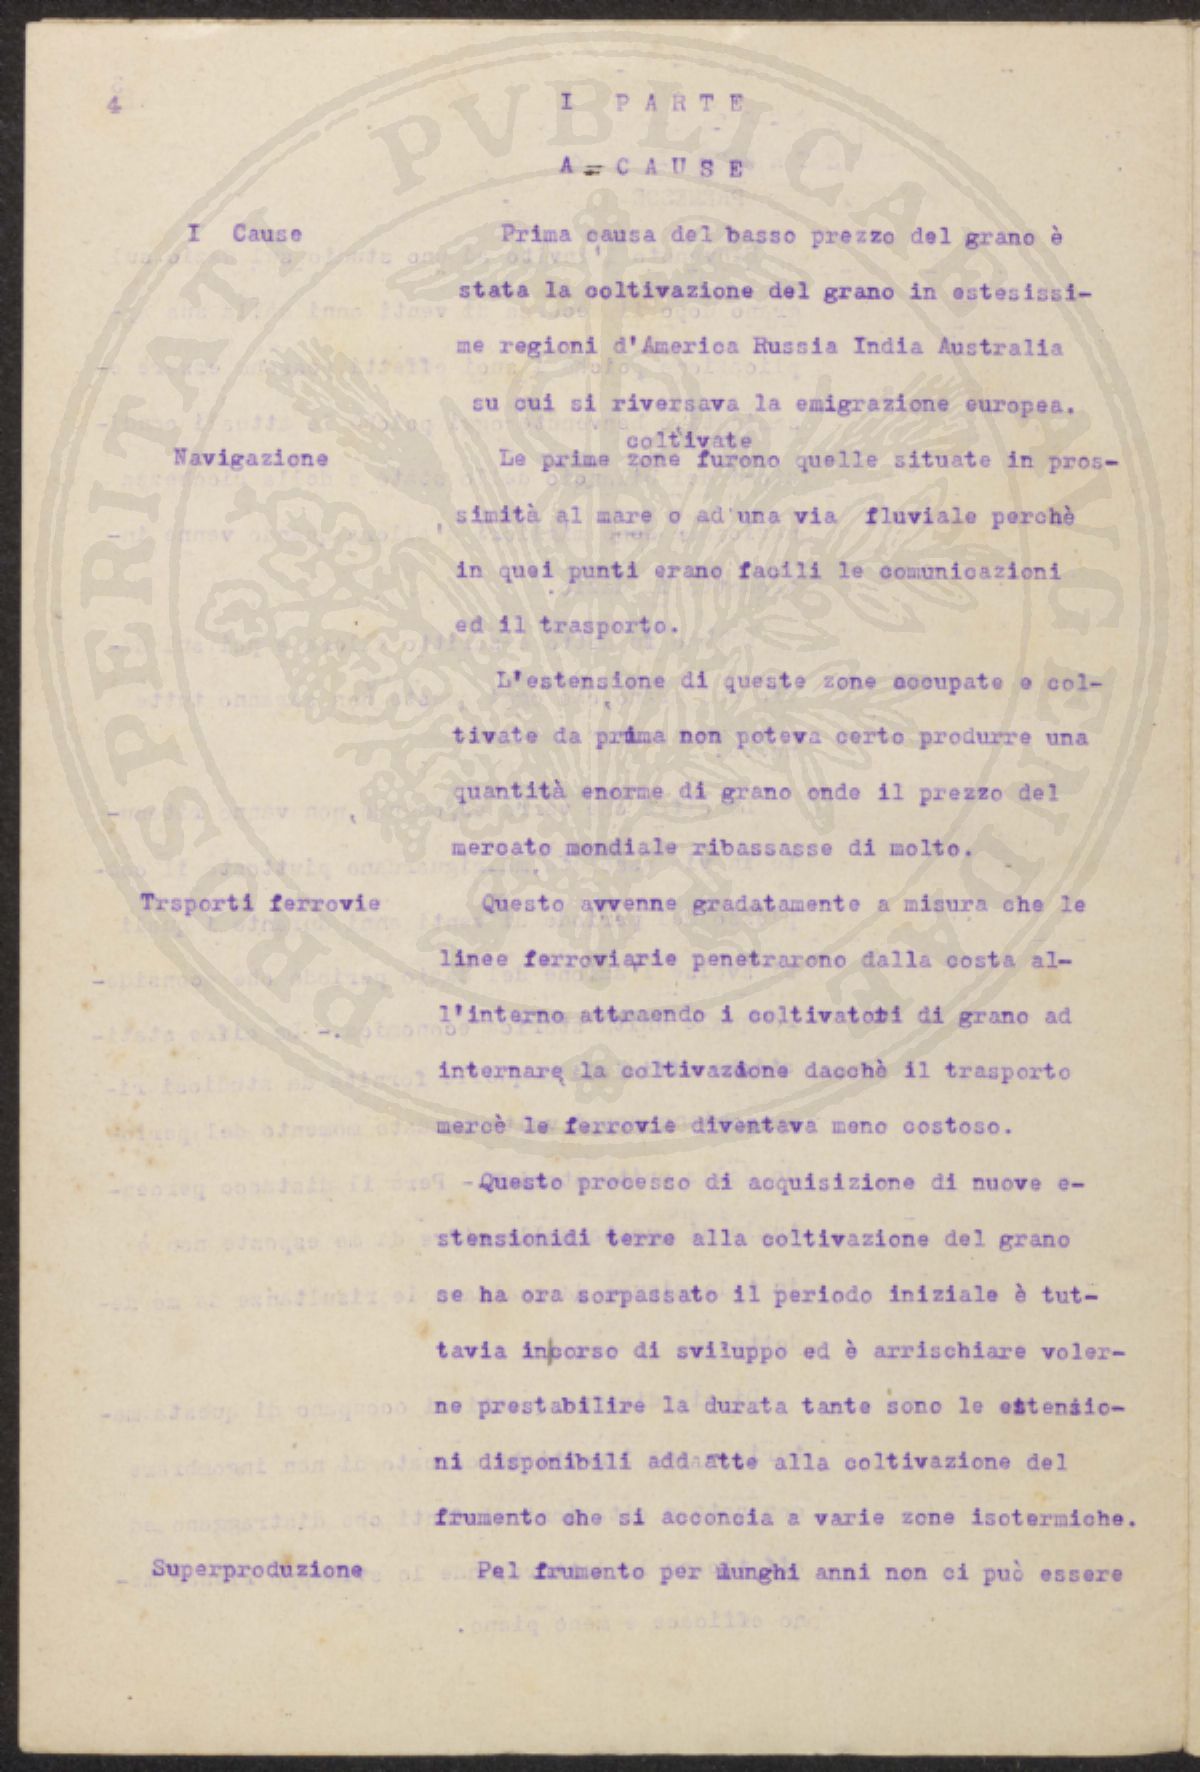 4
I PARTE
A = CAUSE
I Cause
Prima causa del basso prezzo del grano è
stata la coltivazione del grano in estesissi-
me regioni d'America Russia India Australia
su cui si riversava la emigrazione europea.
coltivate
Navigazione
Le prime zone furono quelle situate in pros-
simità al mare o ad una via fluviale perchè
in quei punti erano facili le comunicazioni
ed il trasporto.
L'estensione di queste zone occupate e col-
tivate da prima non poteva certo produrre una
quantità enorme di grano onde il prezzo del
mercato mondiale ribassasse di molto.
Trsporti ferrovie
Questo avvenne gradatamente a misura che le
linee ferroviarie penetrarono dalla costa al-
l'interno attraendo i coltivatori di grano ad
internare la coltivazione dacchè il trasporto
mercè le ferrovie diventava meno costoso.
Questo processo di acquisizione di nuove e-
stensionidi terre alla coltivazione del grano
se ha ora sorpassato il periodo iniziale è tut-
tavia in|corso di sviluppo ed è arrischiare voler-
ne prestabilire la durata tante sono le estensio-
ni disponibili addatte alla coltivazione del
frumento che si acconcia a varie zone isotermiche.
Superproduzione
Pel frumento per lunghi anni non ci può essere
PROSPERITATI PVBLICAE AVGENDAE